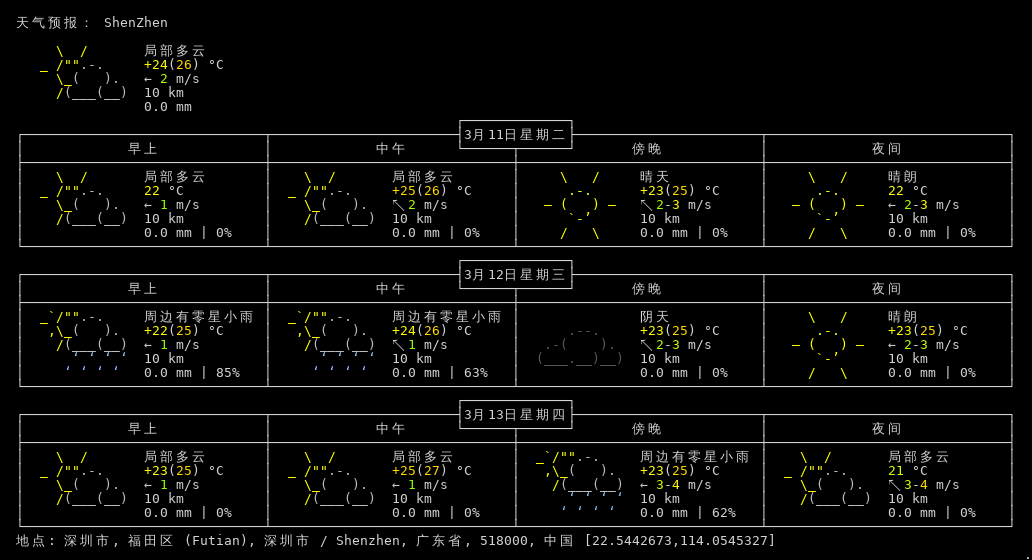 天气预报： ShenZhen
局部多云
+24(26) °C
← 2 m/s
10 km
0.0 mm
3月11日星期二
早上 中午 傍晚 夜间
局部多云 局部多云 晴天 晴朗
22 °C +25(26) °C +23(25) °C 22 °C
← 1 m/s ↖ 2 m/s ↖ 2-3 m/s ← 2-3 m/s
10 km 10 km 10 km 10 km
0.0 mm | 0% 0.0 mm | 0% 0.0 mm | 0% 0.0 mm | 0%
3月12日星期三
早上 中午 傍晚 夜间
周边有零星小雨 周边有零星小雨 阴天 晴朗
+22(25) °C +24(26) °C +23(25) °C +23(25) °C
← 1 m/s ↖ 1 m/s ↖ 2-3 m/s ← 2-3 m/s
10 km 10 km 10 km 10 km
0.0 mm | 85% 0.0 mm | 63% 0.0 mm | 0% 0.0 mm | 0%
3月13日星期四
早上 中午 傍晚 夜间
局部多云 局部多云 周边有零星小雨 局部多云
+23(25) °C +25(27) °C +23(25) °C 21 °C
← 1 m/s ← 1 m/s ← 3-4 m/s ↖ 3-4 m/s
10 km 10 km 10 km 10 km
0.0 mm | 0% 0.0 mm | 0% 0.0 mm | 62% 0.0 mm | 0%
地点: 深圳市, 福田区 (Futian), 深圳市 / Shenzhen, 广东省, 518000, 中国 [22.5442673,114.0545327]